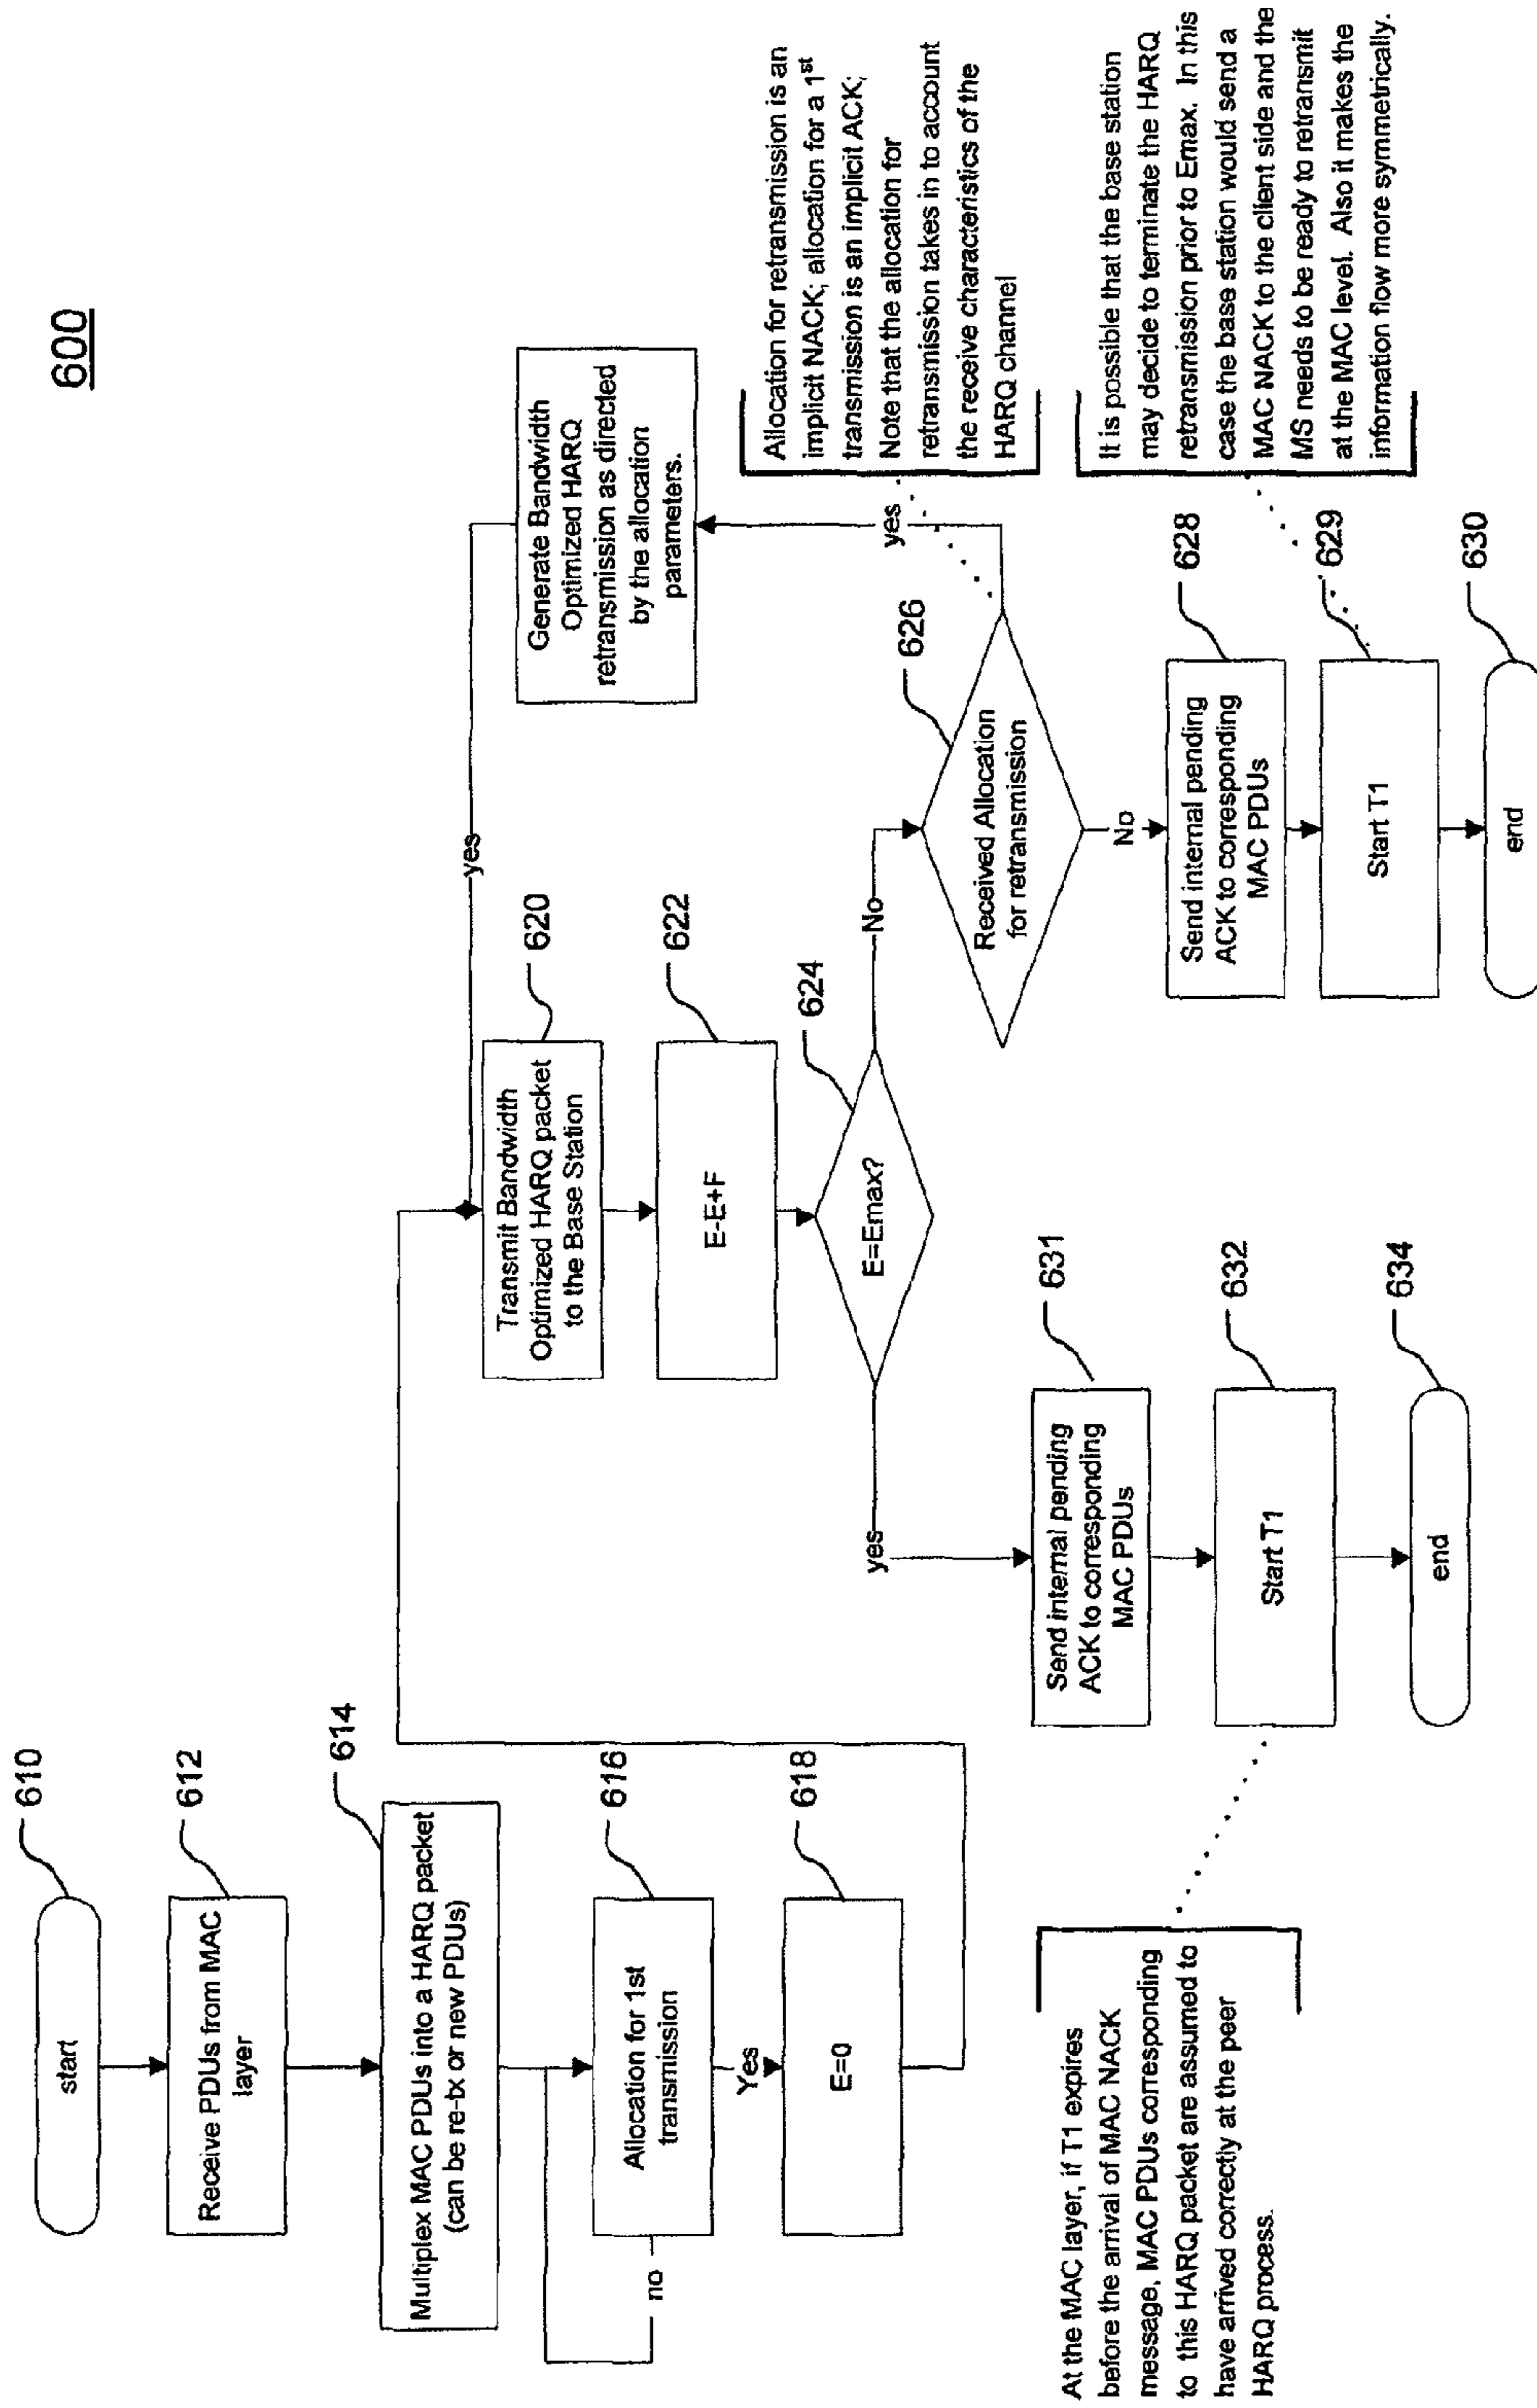 600
start
610
Receive PDUs from MAC
layer
612
Multiplex MAC PDUs into a HARQ packet
(can be re-tx or new PDUs)
614
Allocation for 1st
transmission
616
no
Yes
E=0
618
yes
Transmit Bandwidth
Optimized HARQ packet
to the Base Station
620
E-E+F
622
E=Emax?
624
yes
No
Send internal pending
ACK to corresponding
MAC PDUs
631
Start T1
632
end
634
At the MAC layer, if T1 expires
before the arrival of MAC NACK
message, MAC PDUs corresponding
to this HARQ packet are assumed to
have arrived correctly at the peer
HARQ process.
Generate Bandwidth
Optimized HARQ
retransmission as directed
by the allocation
parameters.
yes
Received Allocation
for retransmission
626
No
Send internal pending
ACK to corresponding
MAC PDUs
628
Start T1
629
end
630
Allocation for retransmission is an
implicit NACK; allocation for a 1st
transmission is an implicit ACK;
Note that the allocation for
retransmission takes in to account
the receive characteristics of the
HARQ channel
It is possible that the base station
may decide to terminate the HARQ
retransmission prior to Emax. In this
case the base station would send a
MAC NACK to the client side and the
MS needs to be ready to retransmit
at the MAC level. Also it makes the
information flow more symmetrically.